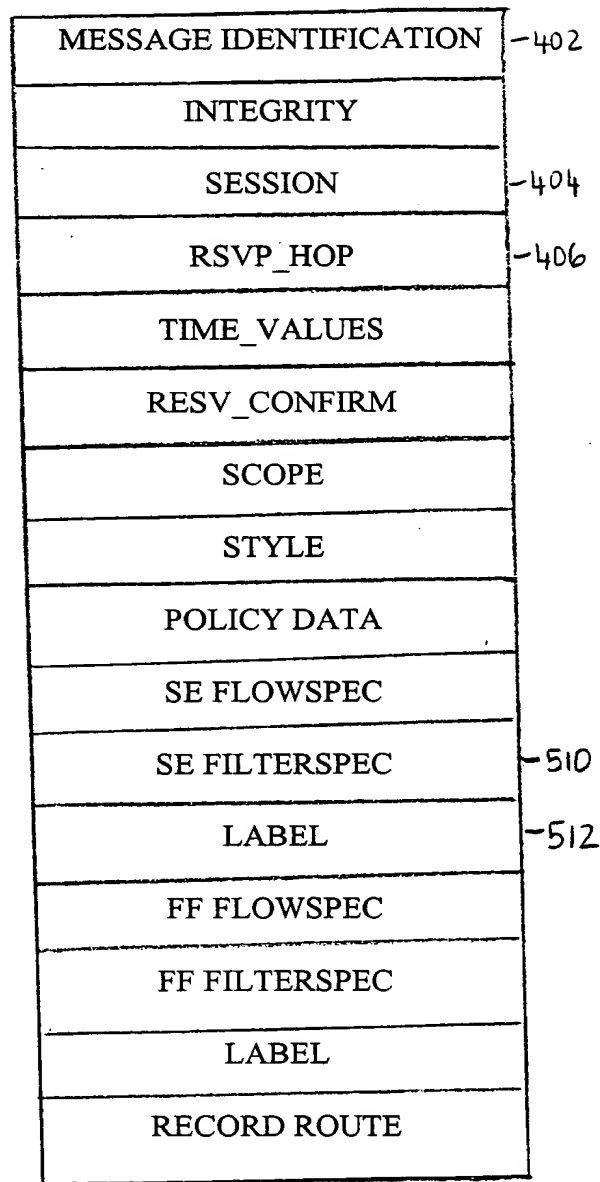 MESSAGE IDENTIFICATION -402
INTEGRITY
SESSION -404
RSVP_HOP -406
TIME_VALUES
RESV_CONFIRM
SCOPE
STYLE
POLICY DATA
SE FLOWSPEC
SE FILTERSPEC -510
LABEL -512
FF FLOWSPEC
FF FILTERSPEC
LABEL
RECORD ROUTE